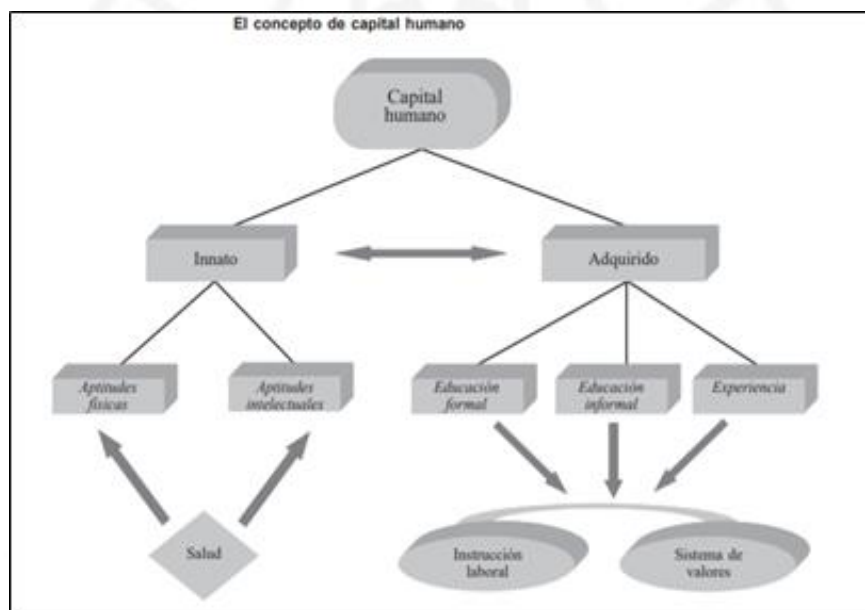 El concepto de capital humano
Capital
humano
Innato
Adquirido
Aptitudes
físicas
Aptitudes
intelectuales
Educación
formal
Educación
informal
Experiencia
Salud
Instrucción
laboral
Sistema de
valores